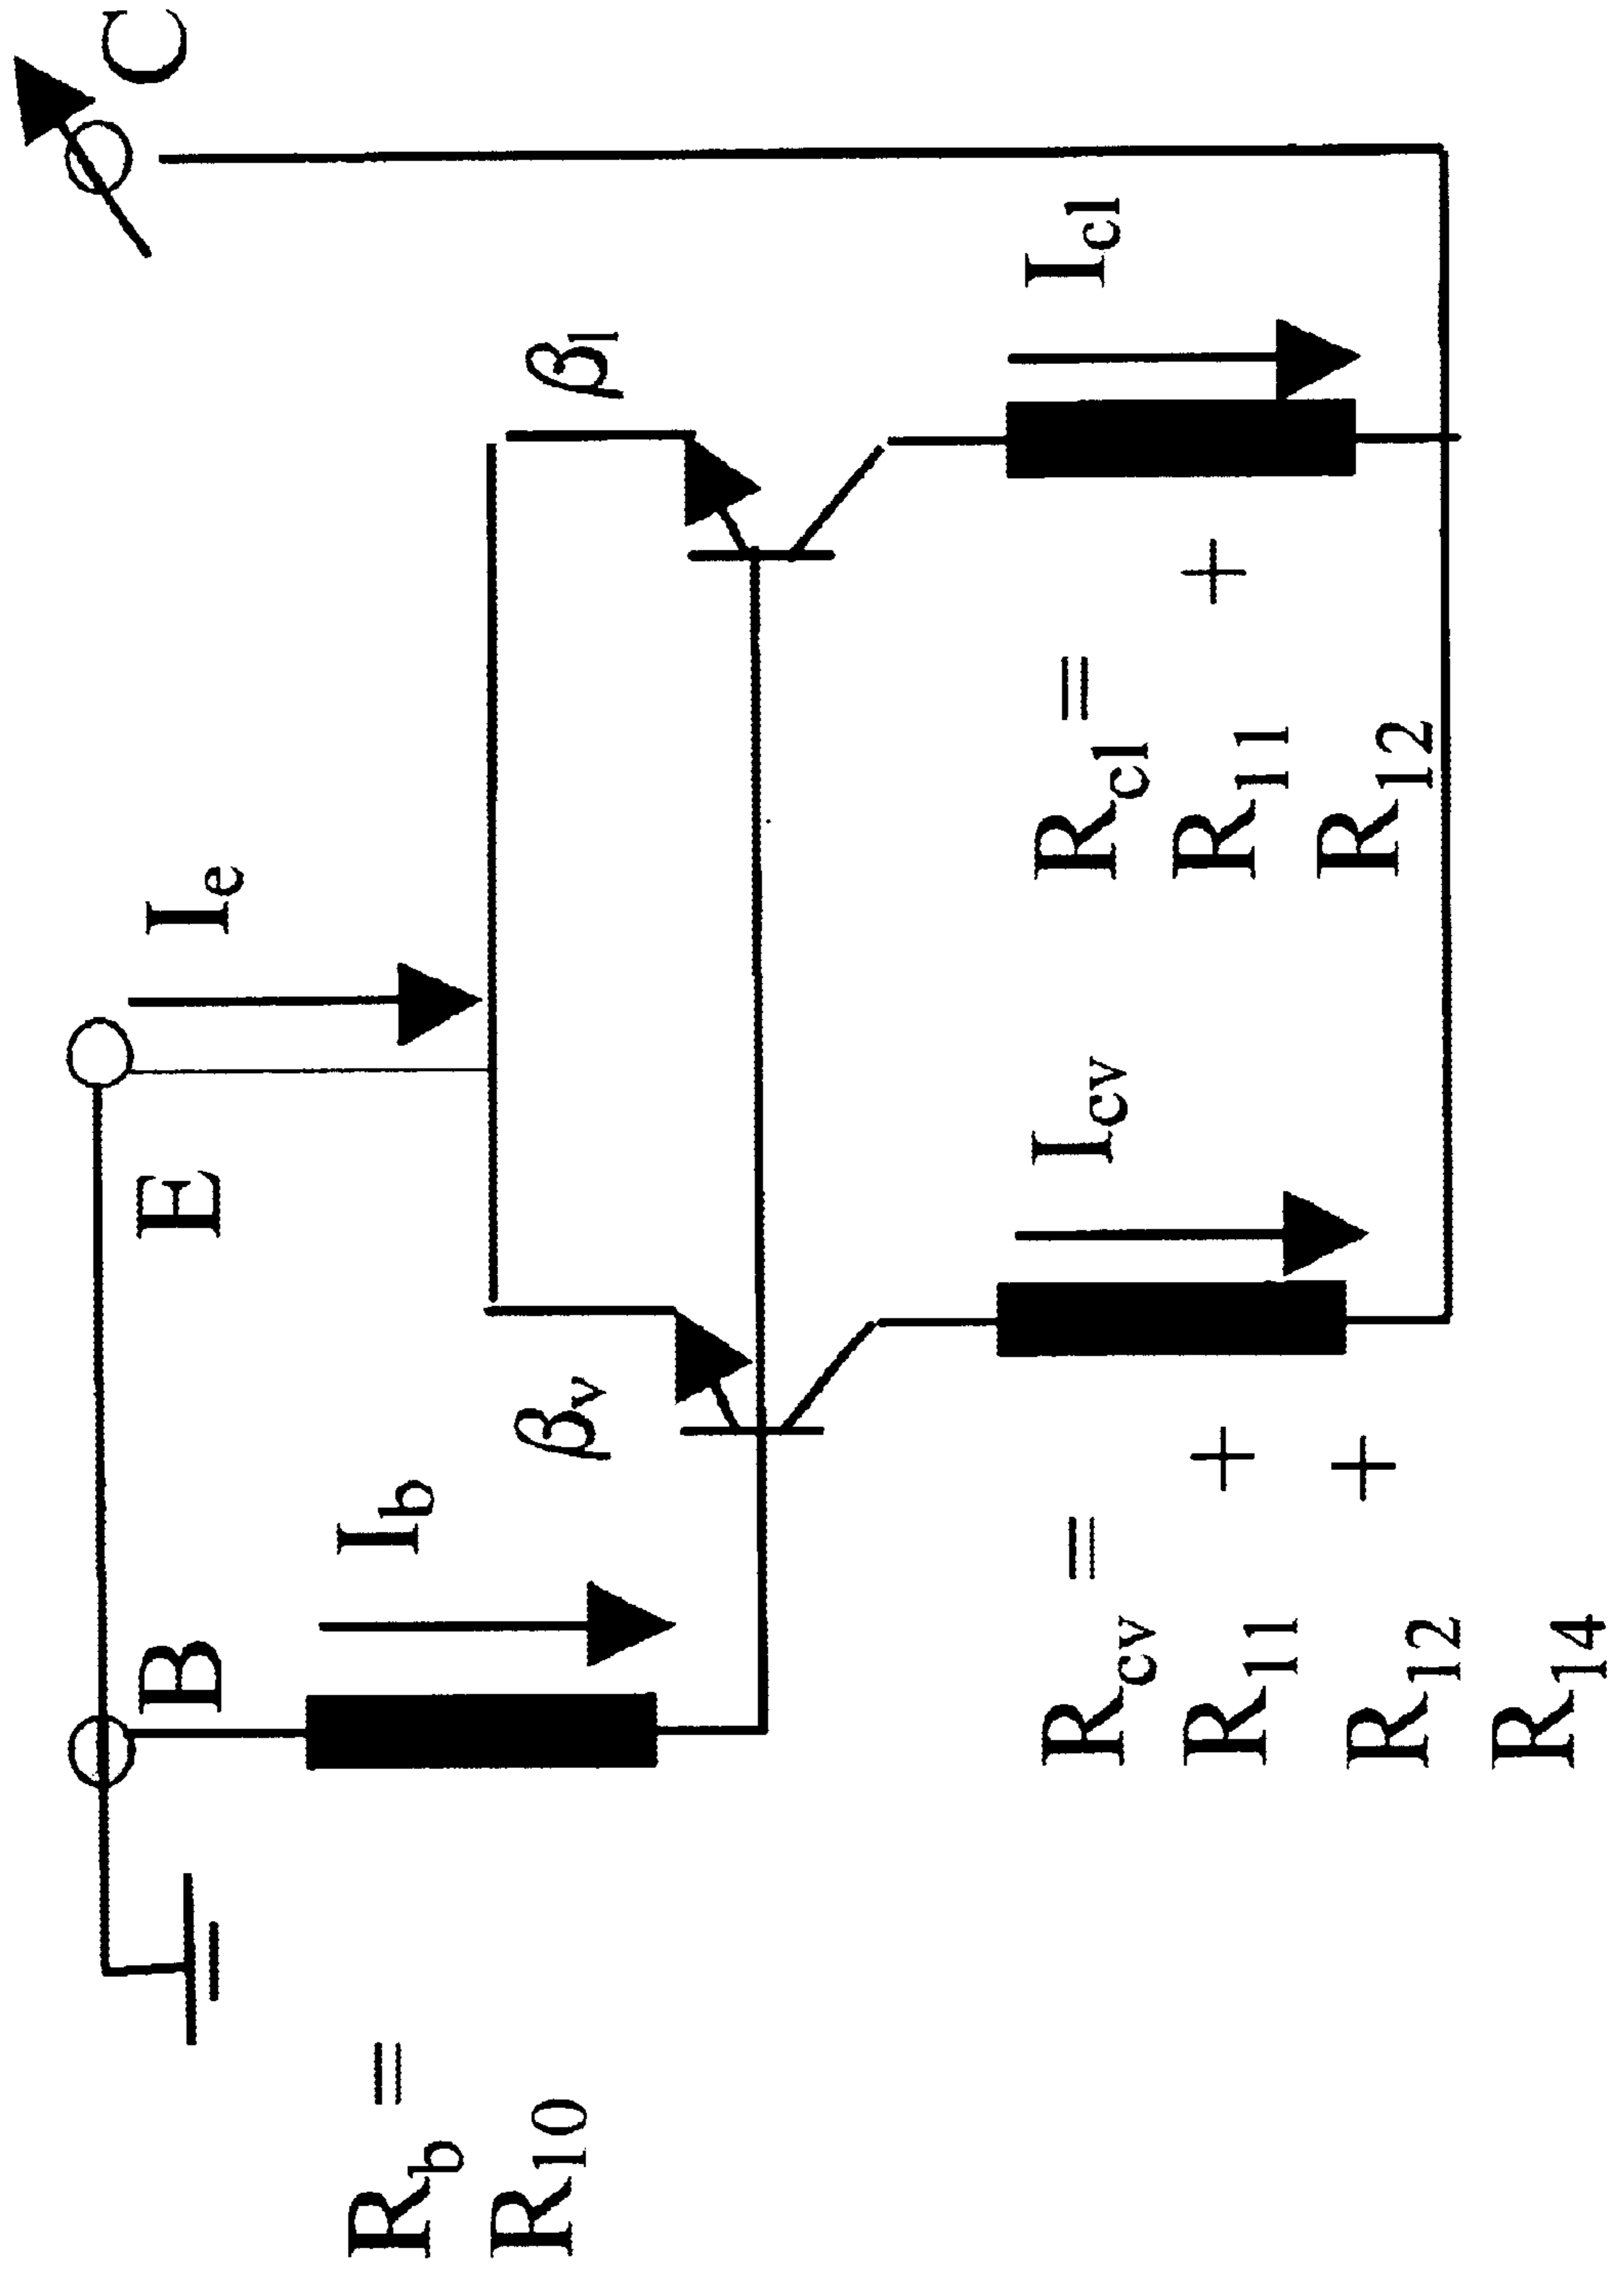 C
I_e
E
B
I_b
β_v
β_l
I_cv
I_cl
R_b =
R_10
R_cv =
R_11 +
R_12 +
R_14
R_cl =
R_11 +
R_12